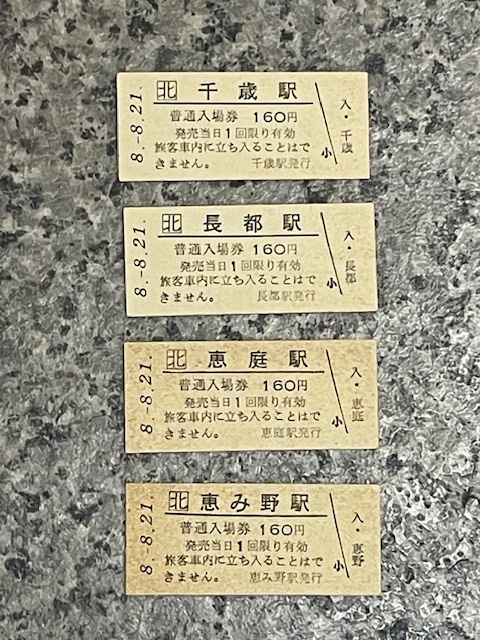 8.-8.21.
北 千歳駅
普通入場券 160円
発売当日1回限り有効
旅客車内に立ち入ることはで
きません。 千歳駅発行
小
入・千歳
8.-8.21.
北 長都駅
普通入場券 160円
発売当日1回限り有効
旅客車内に立ち入ることはで
きません。 長都駅発行
小
入・長都
8.-8.21.
北 恵庭駅
普通入場券 160円
発売当日1回限り有効
旅客車内に立ち入ることはで
きません。 恵庭駅発行
小
入・恵庭
8.-8.21.
北 恵み野駅
普通入場券 160円
発売当日1回限り有効
旅客車内に立ち入ることはで
きません。 恵み野駅発行
小
入・恵野